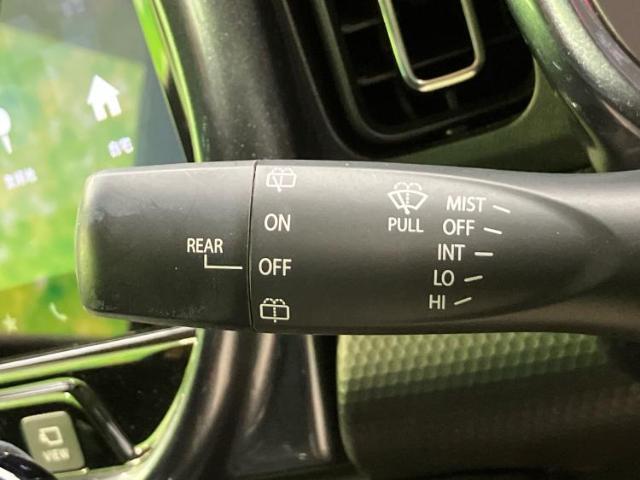 自宅
ON
REAR
OFF
PULL
MIST
OFF
INT
LO
HI
VIEW